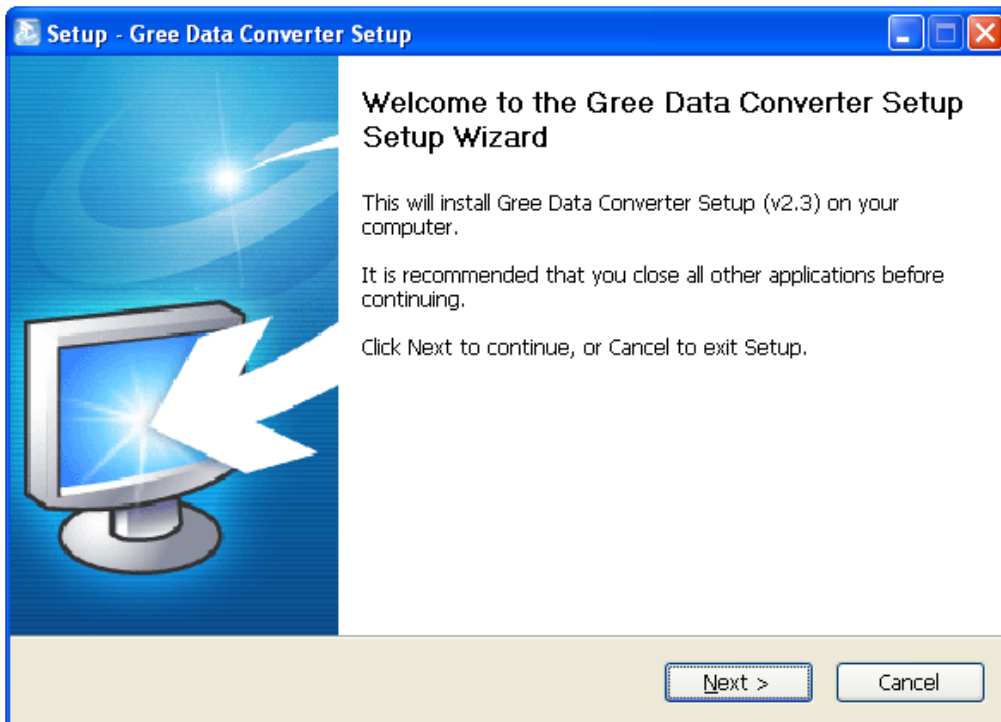 Setup - Gree Data Converter Setup
Welcome to the Gree Data Converter Setup
Setup Wizard
This will install Gree Data Converter Setup (v2.3) on your
computer.
It is recommended that you close all other applications before
continuing.
Click Next to continue, or Cancel to exit Setup.
Next >
Cancel